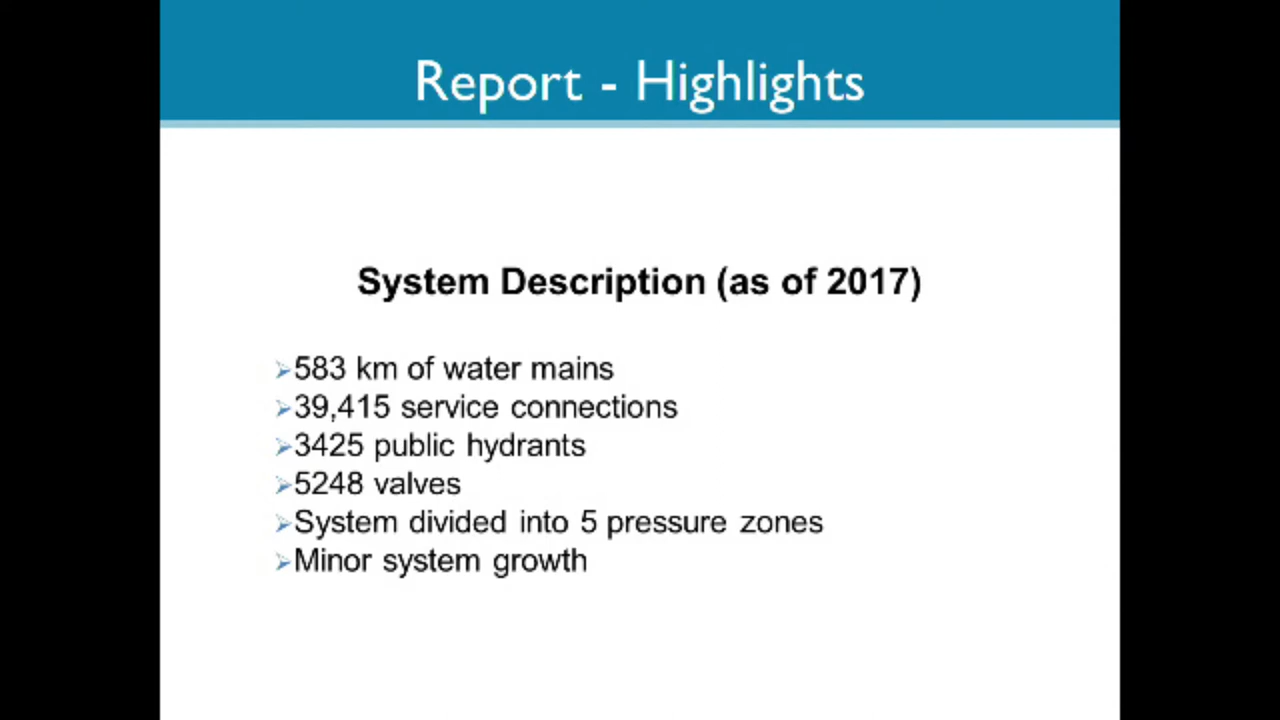 Report - Highlights
System Description (as of 2017)
➢583 km of water mains
➢39,415 service connections
➢3425 public hydrants
➢5248 valves
➢System divided into 5 pressure zones
➢Minor system growth